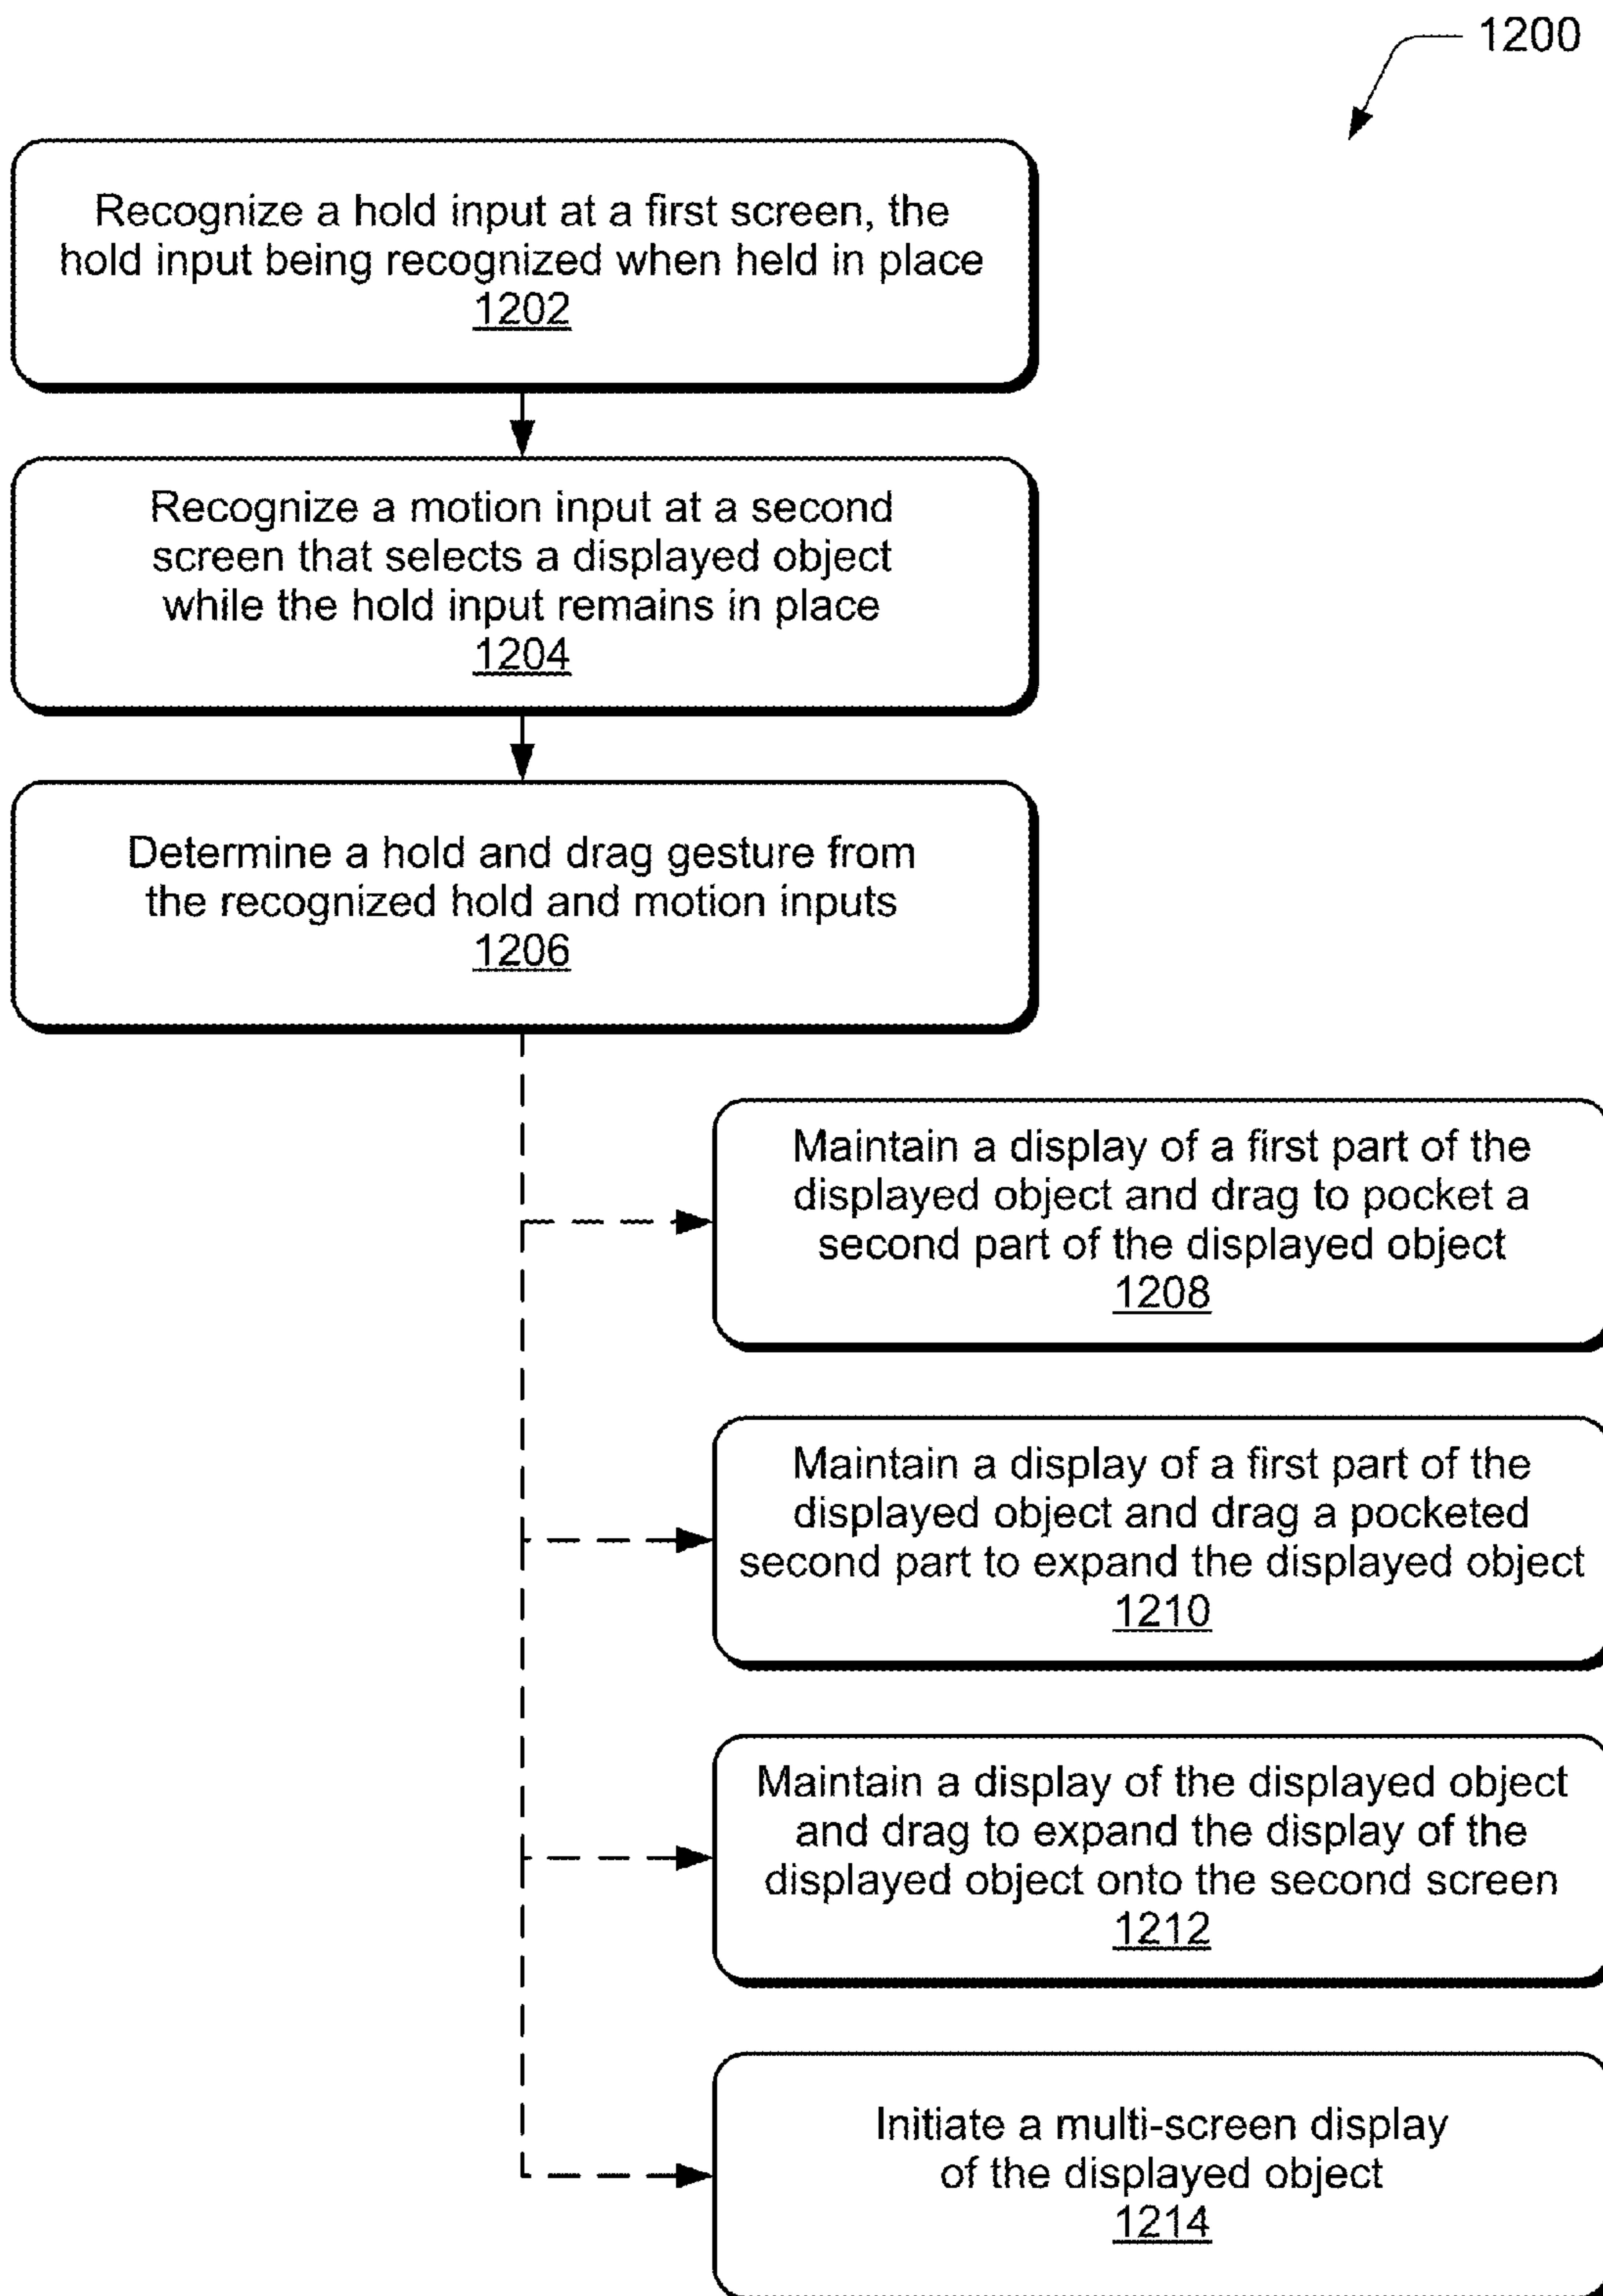 1200
Recognize a hold input at a first screen, the
hold input being recognized when held in place
1202
Recognize a motion input at a second
screen that selects a displayed object
while the hold input remains in place
1204
Determine a hold and drag gesture from
the recognized hold and motion inputs
1206
Maintain a display of a first part of the
displayed object and drag to pocket a
second part of the displayed object
1208
Maintain a display of a first part of the
displayed object and drag a pocketed
second part to expand the displayed object
1210
Maintain a display of the displayed object
and drag to expand the display of the
displayed object onto the second screen
1212
Initiate a multi-screen display
of the displayed object
1214